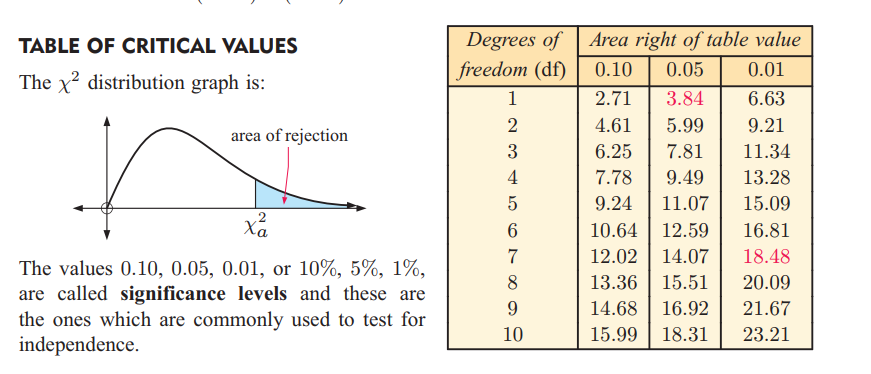 TABLE OF CRITICAL VALUES
The χ² distribution graph is:
area of rejection
χ²ₐ
The values 0.10, 0.05, 0.01, or 10%, 5%, 1%,
are called significance levels and these are
the ones which are commonly used to test for
independence.
Degrees of freedom (df) Area right of table value
0.10 0.05 0.01
1 2.71 3.84 6.63
2 4.61 5.99 9.21
3 6.25 7.81 11.34
4 7.78 9.49 13.28
5 9.24 11.07 15.09
6 10.64 12.59 16.81
7 12.02 14.07 18.48
8 13.36 15.51 20.09
9 14.68 16.92 21.67
10 15.99 18.31 23.21